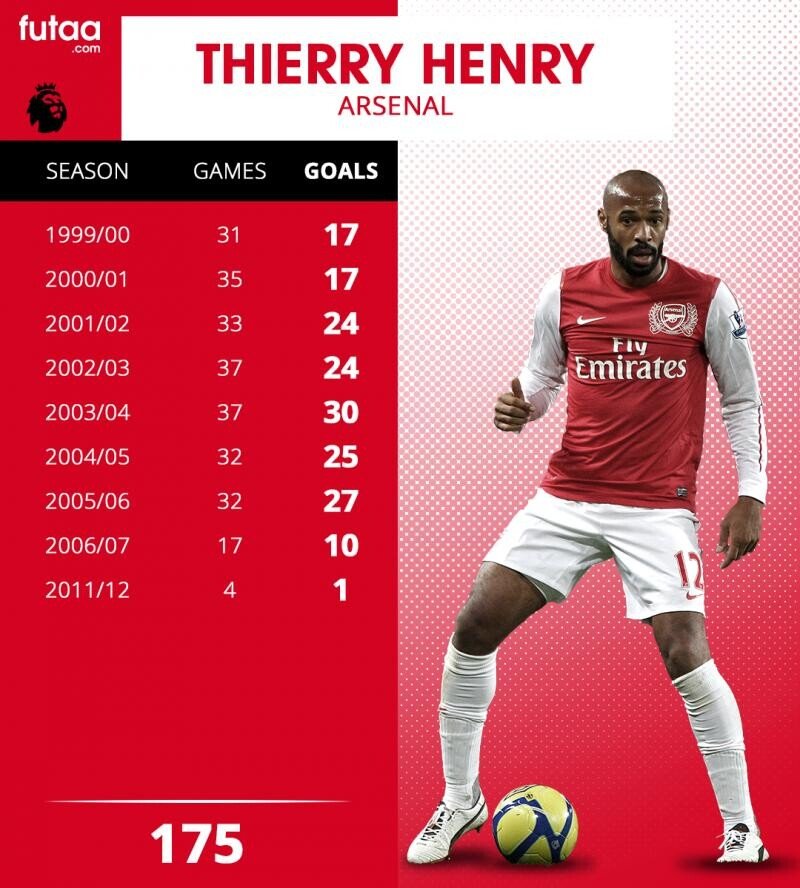 futaa
.com
THIERRY HENRY
ARSENAL
SEASON GAMES GOALS
1999/00 31 17
2000/01 35 17
2001/02 33 24
2002/03 37 24
2003/04 37 30
2004/05 32 25
2005/06 32 27
2006/07 17 10
2011/12 4 1
175
Arsenal
Fly
Emirates
12